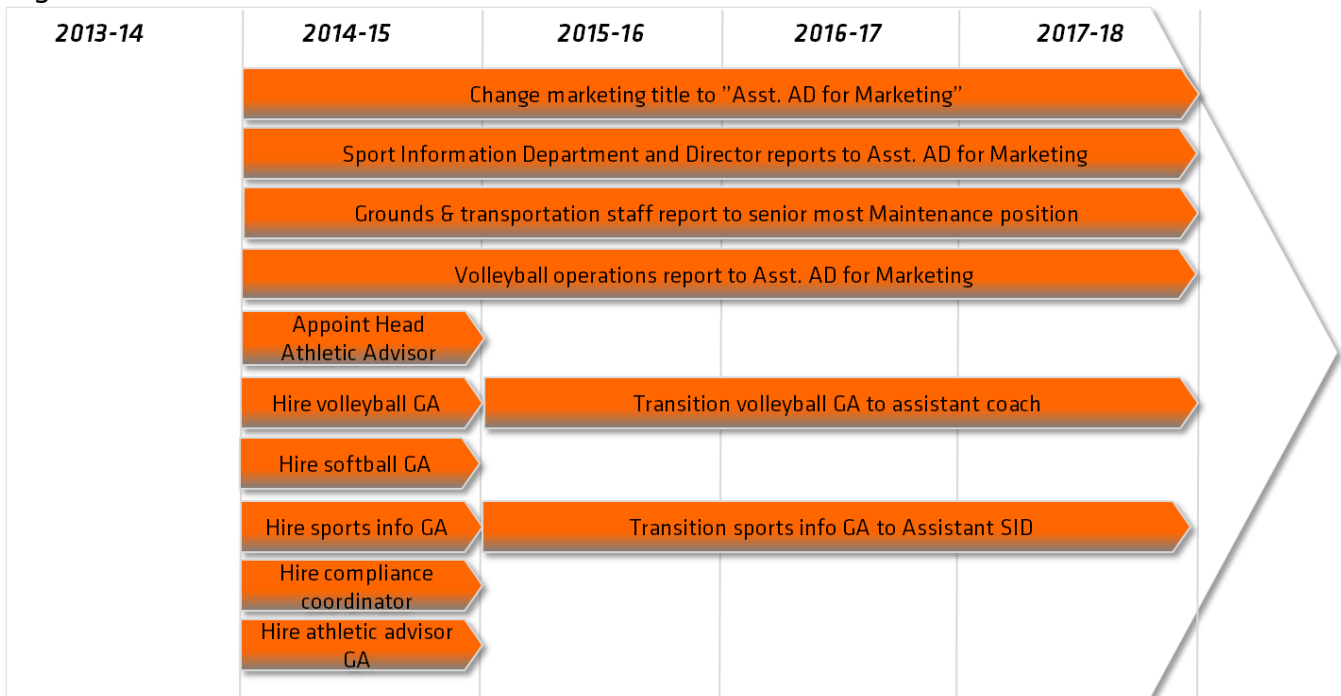 2013-14 2014-15 2015-16 2016-17 2017-18
Change marketing title to ”Asst. AD for Marketing”
Sport Information Department and Director reports to Asst. AD for Marketing
Grounds & transportation staff report to senior most Maintenance position
Volleyball operations report to Asst. AD for Marketing
Appoint Head
Athletic Advisor
Hire volleyball GA Transition volleyball GA to assistant coach
Hire softball GA
Hire sports info GA Transition sports info GA to Assistant SID
Hire compliance
coordinator
Hire athletic advisor
GA